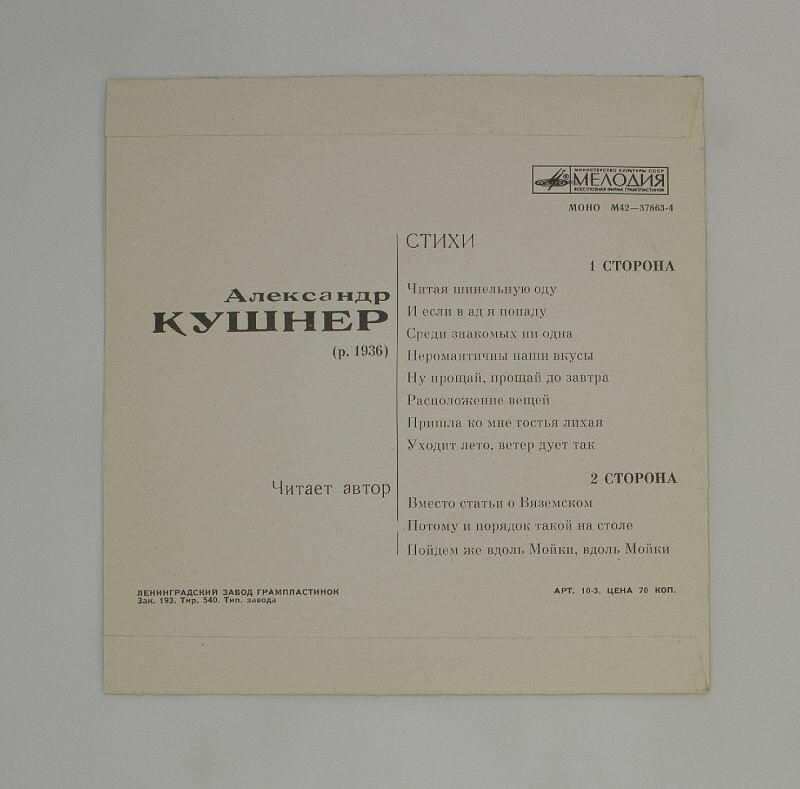 МИНИСТЕРСТВО КУЛЬТУРЫ СССР
МЕЛОДИЯ
ВСЕСОЮЗНАЯ ФИРМА ГРАМПЛАСТИНОК
МОНО М42—37863-4
Александр
КУШНЕР
(р. 1936)
Читает автор
СТИХИ
1 СТОРОНА
Читая шинельную оду
И если в ад я попаду
Среди знакомых ни одна
Неромантичны наши вкусы
Ну прощай, прощай до завтра
Расположение вещей
Пришла ко мне гостья лихая
Уходит лето, ветер дует так
2 СТОРОНА
Вместо статьи о Вяземском
Потому и порядок такой на столе
Пойдем же вдоль Мойки, вдоль Мойки
ЛЕНИНГРАДСКИЙ ЗАВОД ГРАМПЛАСТИНОК
Зак. 193. Тир. 540. Тип. завода
АРТ. 10-3. ЦЕНА 70 КОП.